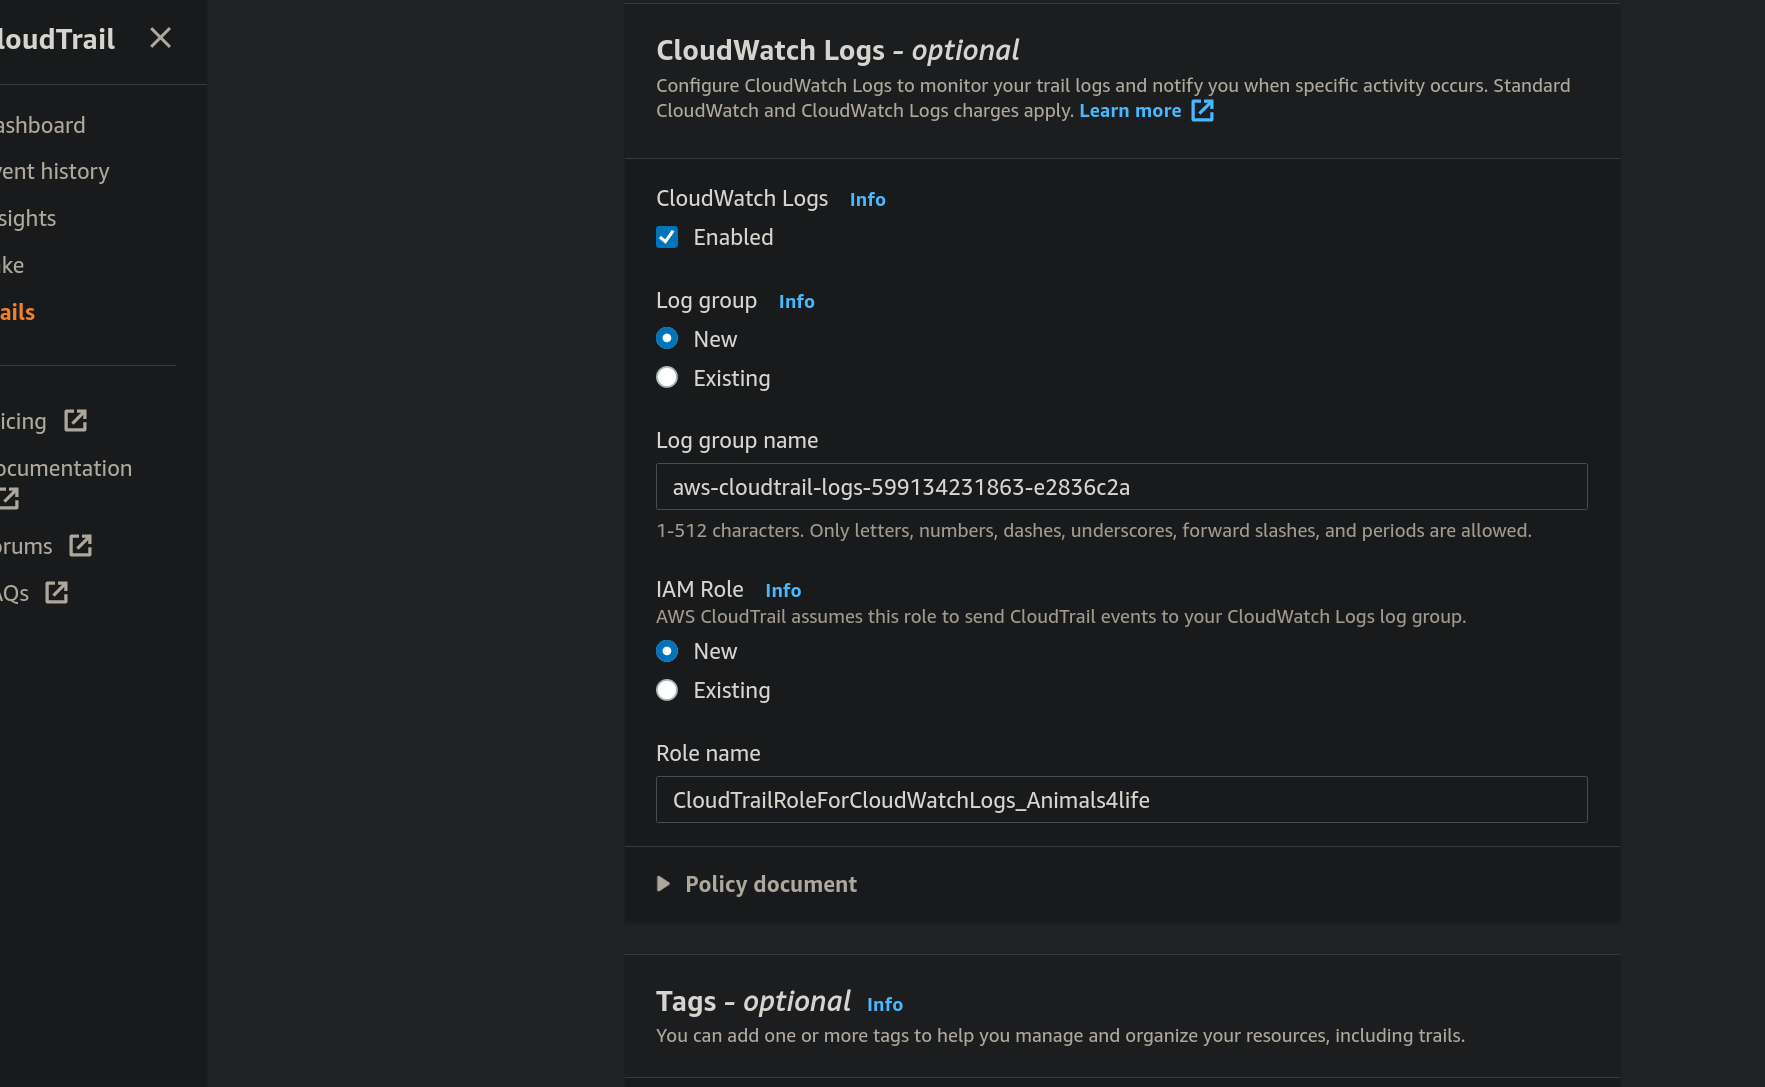 loudTrail
ashboard
vent history
sights
ke
ails
icing
ocumentation
orums
AQs
CloudWatch Logs - optional
Configure CloudWatch Logs to monitor your trail logs and notify you when specific activity occurs. Standard
CloudWatch and CloudWatch Logs charges apply. Learn more
CloudWatch Logs Info
Enabled
Log group Info
New
Existing
Log group name
aws-cloudtrail-logs-599134231863-e2836c2a
1-512 characters. Only letters, numbers, dashes, underscores, forward slashes, and periods are allowed.
IAM Role Info
AWS CloudTrail assumes this role to send CloudTrail events to your CloudWatch Logs log group.
New
Existing
Role name
CloudTrailRoleForCloudWatchLogs_Animals4life
Policy document
Tags - optional Info
You can add one or more tags to help you manage and organize your resources, including trails.